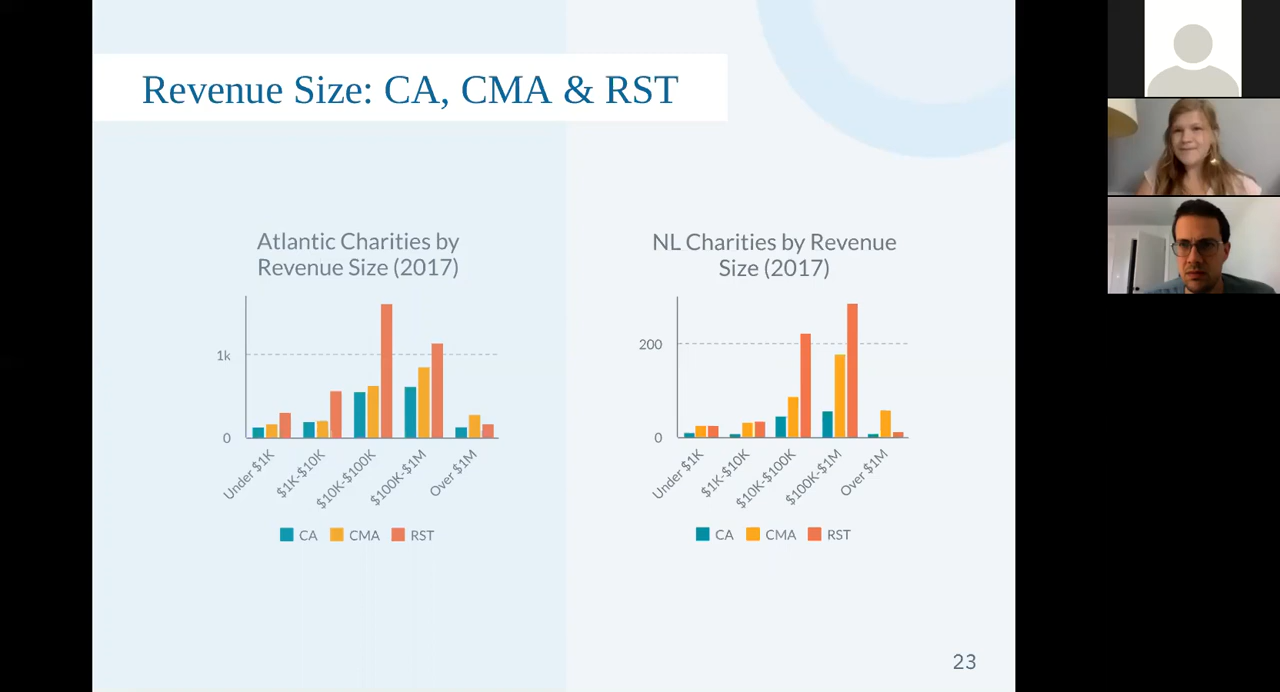 Revenue Size: CA, CMA & RST
Atlantic Charities by
Revenue Size (2017)
1k
0
Under $1K
$1K-$10K
$10K-$100K
$100K-$1M
Over $1M
CA CMA RST
NL Charities by Revenue
Size (2017)
200
0
Under $1K
$1K-$10K
$10K-$100K
$100K-$1M
Over $1M
CA CMA RST
23